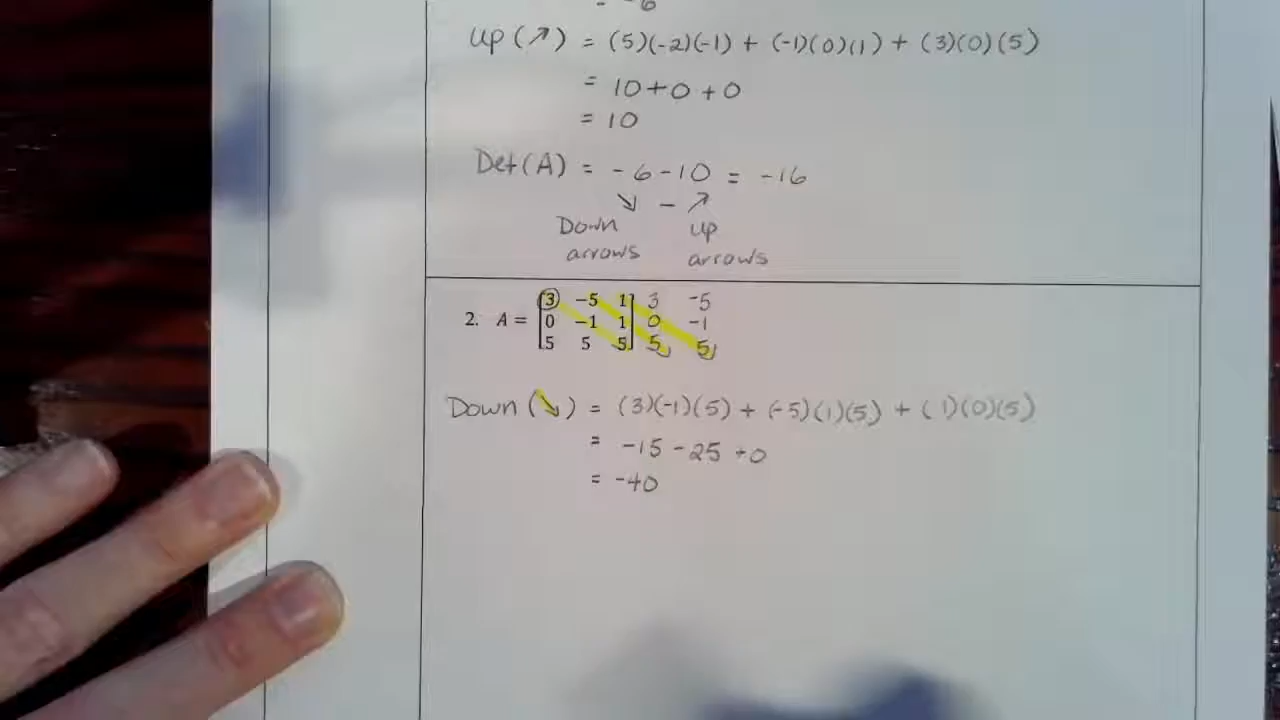 = -6
Up (↗) = (5)(-2)(-1) + (-1)(0)(1) + (3)(0)(5)
= 10+0+0
= 10
Det(A) = -6-10 = -16
↘ - ↗
Down arrows up arrows
2. A = [3 -5 1] 3 -5
[0 -1 1] 0 -1
[5 5 5] 5 5
Down (↘) = (3)(-1)(5) + (-5)(1)(5) + (1)(0)(5)
= -15 -25 +0
= -40